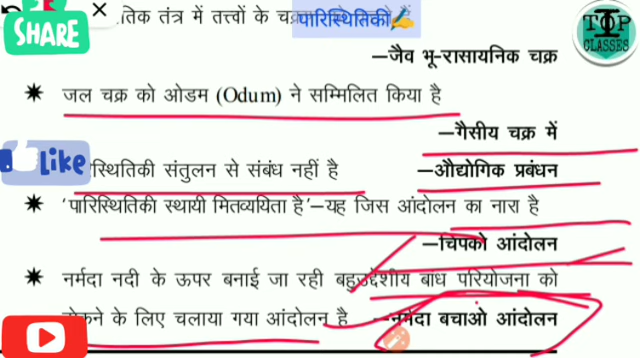 पारिस्थितिकी✍
तिक तंत्र में तत्त्वों के
SHARE
TOP
CLASSES
—जैव भू-रासायनिक चक्र
✷ जल चक्र को ओडम (Odum) ने सम्मिलित किया है
—गैसीय चक्र में
Like
स्थितिकी संतुलन से संबंध नहीं है —औद्योगिक प्रबंधन
✷ 'पारिस्थितिकी स्थायी मितव्ययिता है'—यह जिस आंदोलन का नारा है
—चिपको आंदोलन
✷ नर्मदा नदी के ऊपर बनाई जा रही बहुउद्देशीय बांध परियोजना को
के लिए चलाया गया आंदोलन है —नर्मदा बचाओ आंदोलन